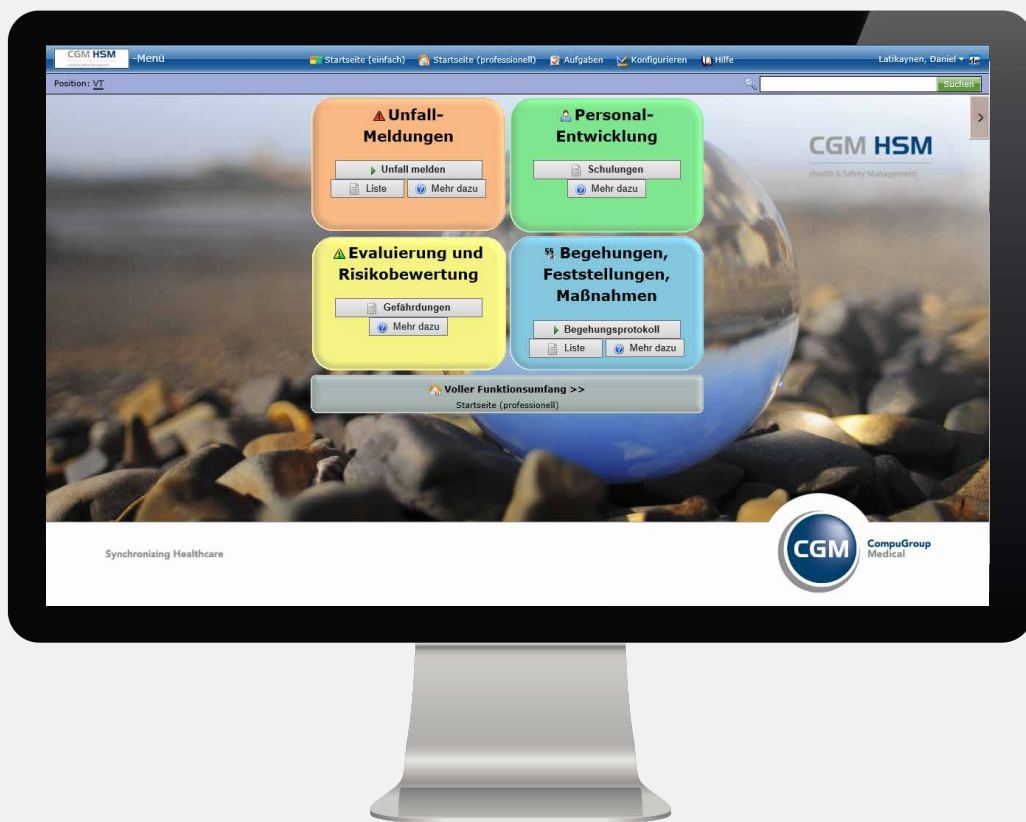 CGM HSM
-Menü
Startseite (einfach)
Startseite (professionell)
Aufgaben
Konfigurieren
Hilfe
Latikaynen, Daniel
Position: VT
Suchen
Unfall-
Meldungen
Unfall melden
Liste
Mehr dazu
Personal-
Entwicklung
Schulungen
Mehr dazu
CGM HSM
Health & Safety Management
Evaluierung und
Risikobewertung
Gefährdungen
Mehr dazu
§§ Begehungen,
Feststellungen,
Maßnahmen
Begehungsprotokoll
Liste
Mehr dazu
Voller Funktionsumfang >>
Startseite (professionell)
Synchronizing Healthcare
CGM
CompuGroup
Medical